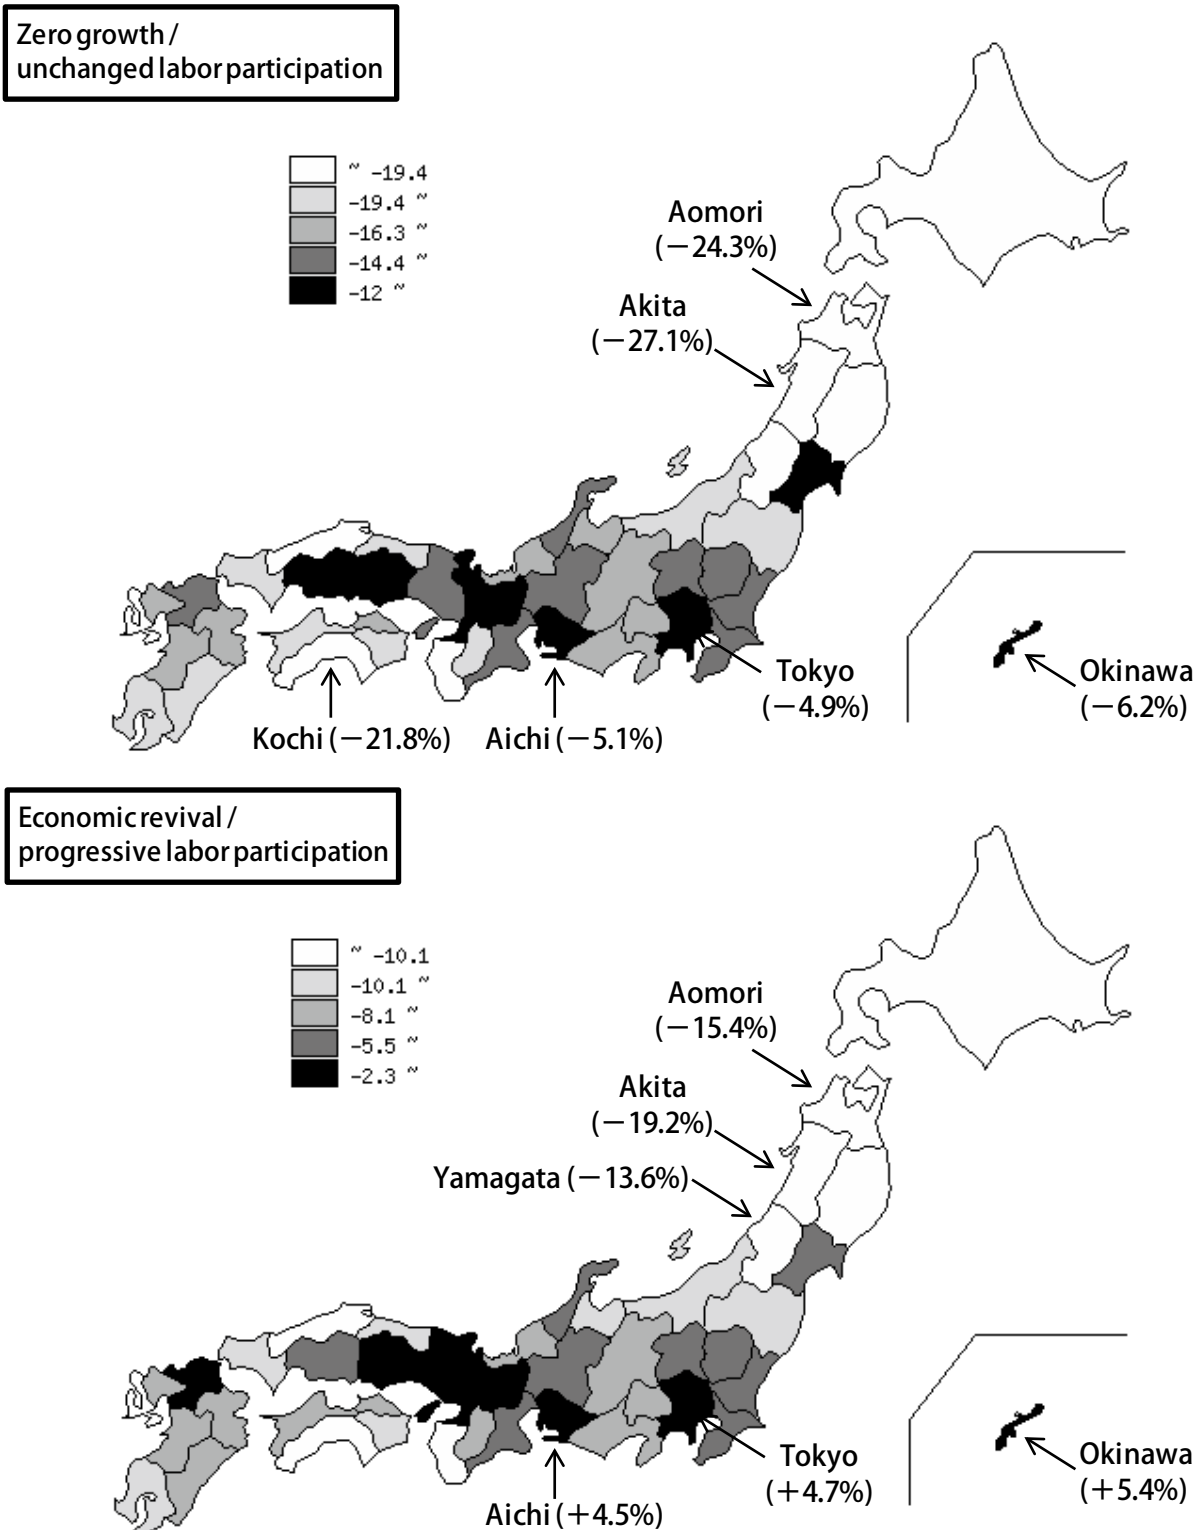 Zero growth /
unchanged labor participation
~ -19.4
-19.4 ~
-16.3 ~
-14.4 ~
-12 ~
Aomori
(－24.3%)
Akita
(－27.1%)
Tokyo
(－4.9%)
Okinawa
(－6.2%)
Kochi (－21.8%)
Aichi (－5.1%)
Economic revival /
progressive labor participation
~ -10.1
-10.1 ~
-8.1 ~
-5.5 ~
-2.3 ~
Aomori
(－15.4%)
Akita
(－19.2%)
Yamagata (－13.6%)
Tokyo
(＋4.7%)
Okinawa
(＋5.4%)
Aichi (＋4.5%)